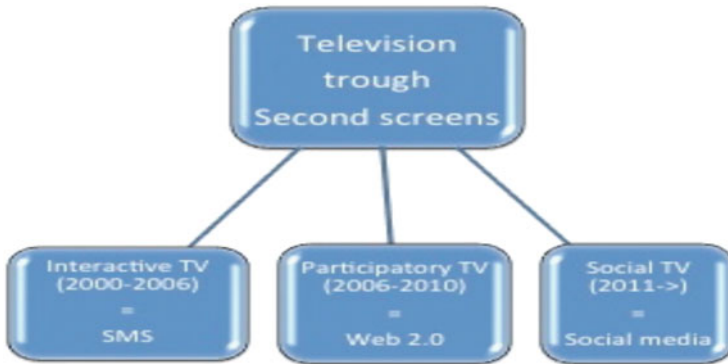 Television
trough
Second screens
Interactive TV
(2000-2006)
=
SMS
Participatory TV
(2006-2010)
=
Web 2.0
Social TV
(2011->)
=
Social media